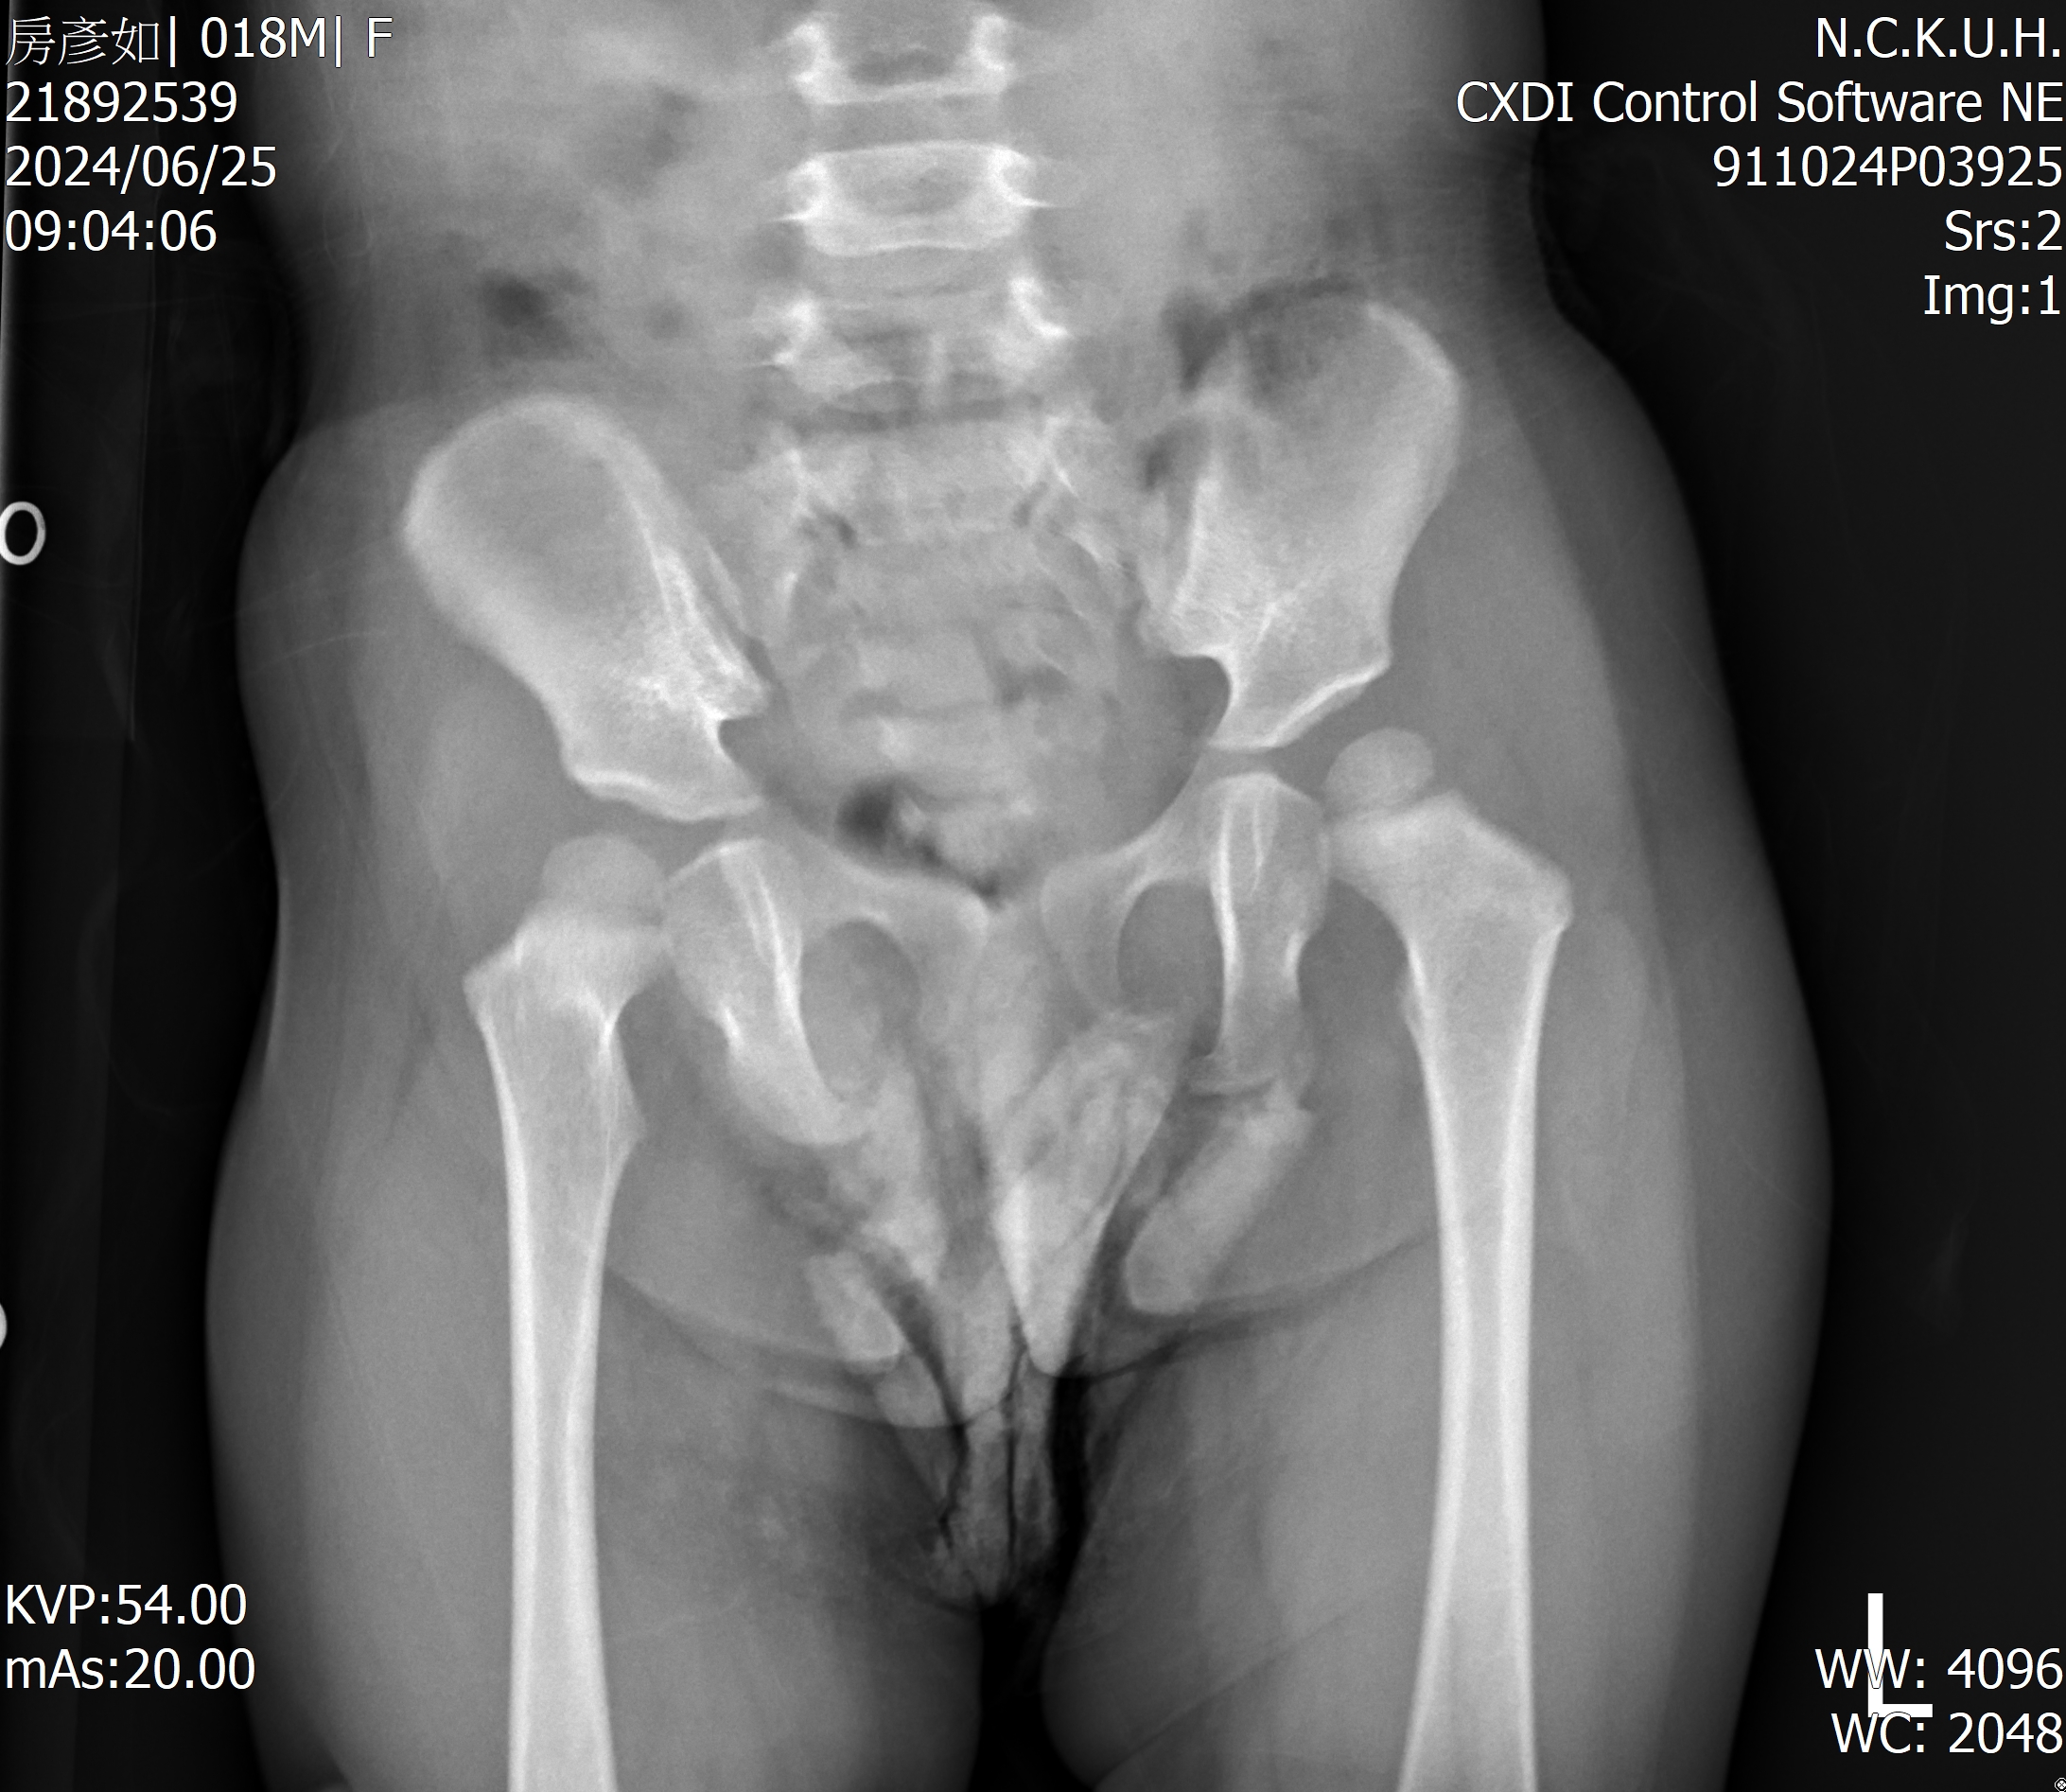 房彥如| 018M| F
21892539
2024/06/25
09:04:06
N.C.K.U.H.
CXDI Control Software NE
911024P03925
Srs:2
Img:1
KVP:54.00
mAs:20.00
L
WW: 4096
WC: 2048